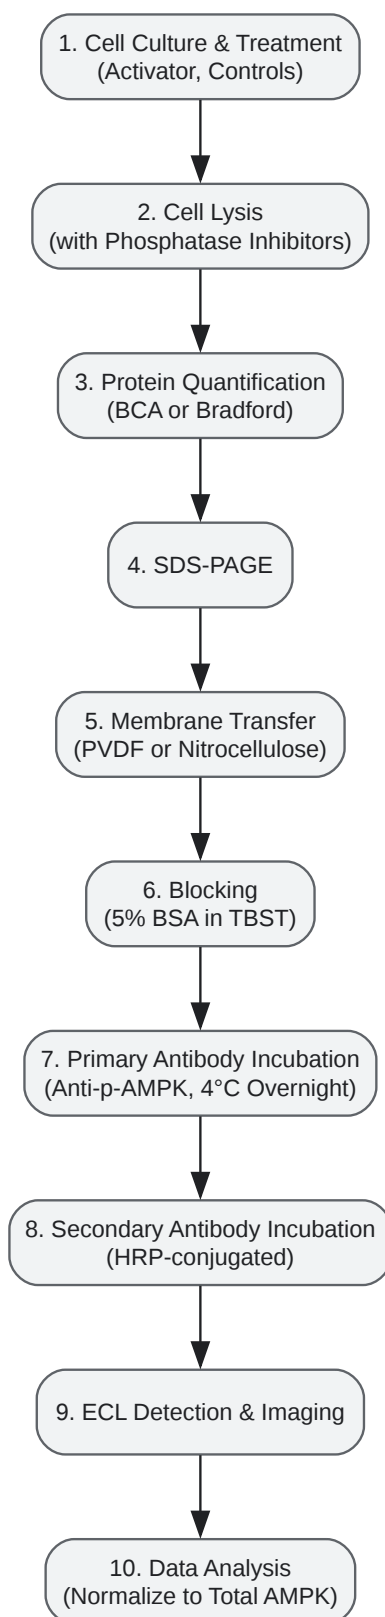 1. Cell Culture & Treatment
(Activator, Controls)
2. Cell Lysis
(with Phosphatase Inhibitors)
3. Protein Quantification
(BCA or Bradford)
4. SDS-PAGE
5. Membrane Transfer
(PVDF or Nitrocellulose)
6. Blocking
(5% BSA in TBST)
7. Primary Antibody Incubation
(Anti-p-AMPK, 4°C Overnight)
8. Secondary Antibody Incubation
(HRP-conjugated)
9. ECL Detection & Imaging
10. Data Analysis
(Normalize to Total AMPK)